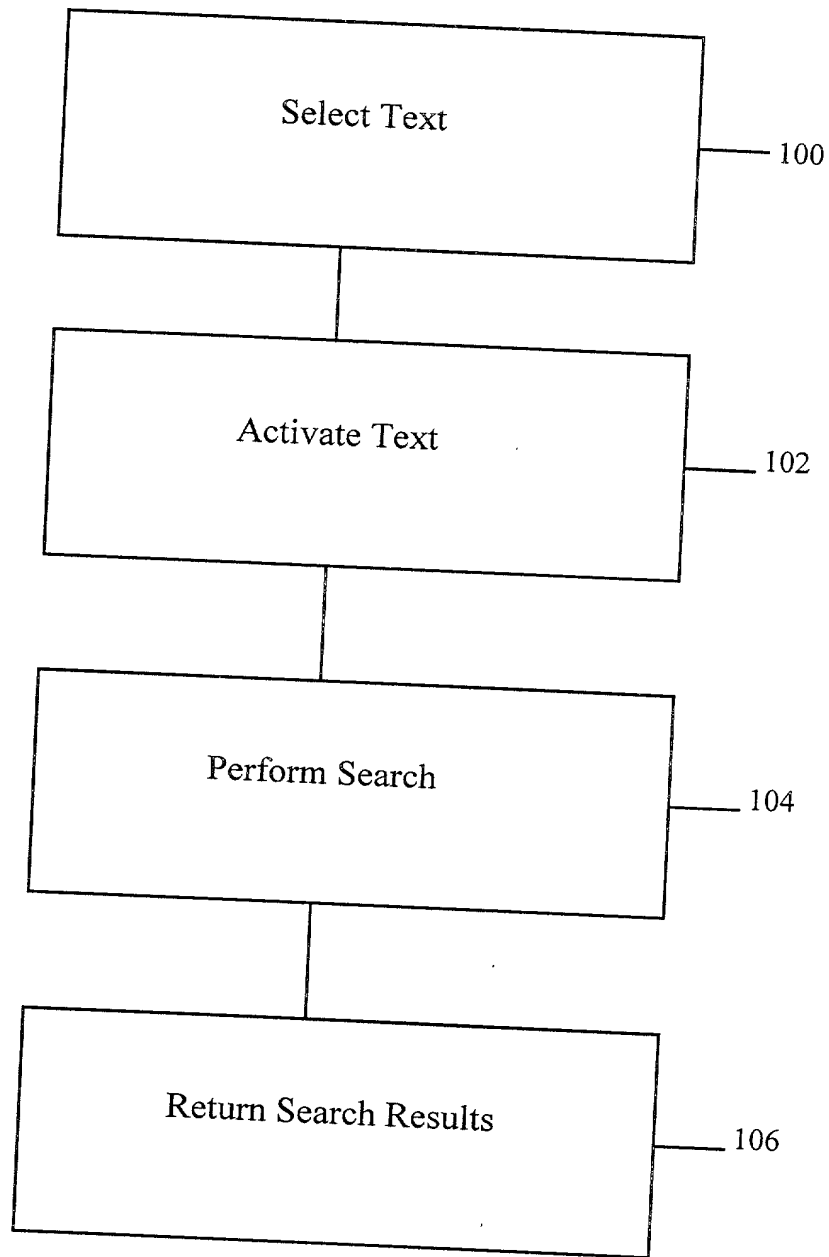 Select Text
100
Activate Text
102
Perform Search
104
Return Search Results
106